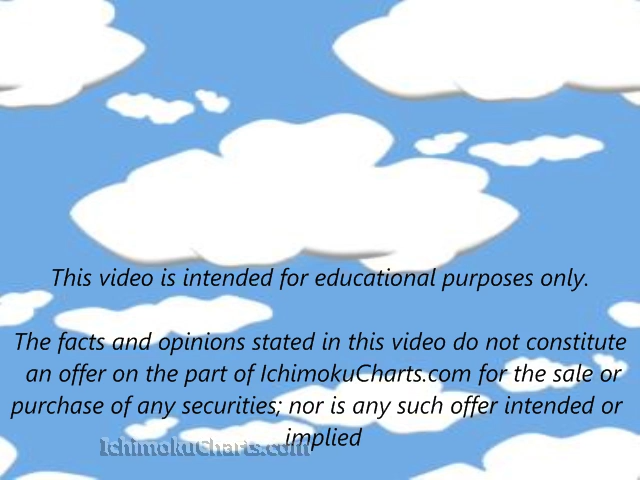 This video is intended for educational purposes only.
The facts and opinions stated in this video do not constitute
an offer on the part of IchimokuCharts.com for the sale or
purchase of any securities; nor is any such offer intended or
implied
IchimokuCharts.com